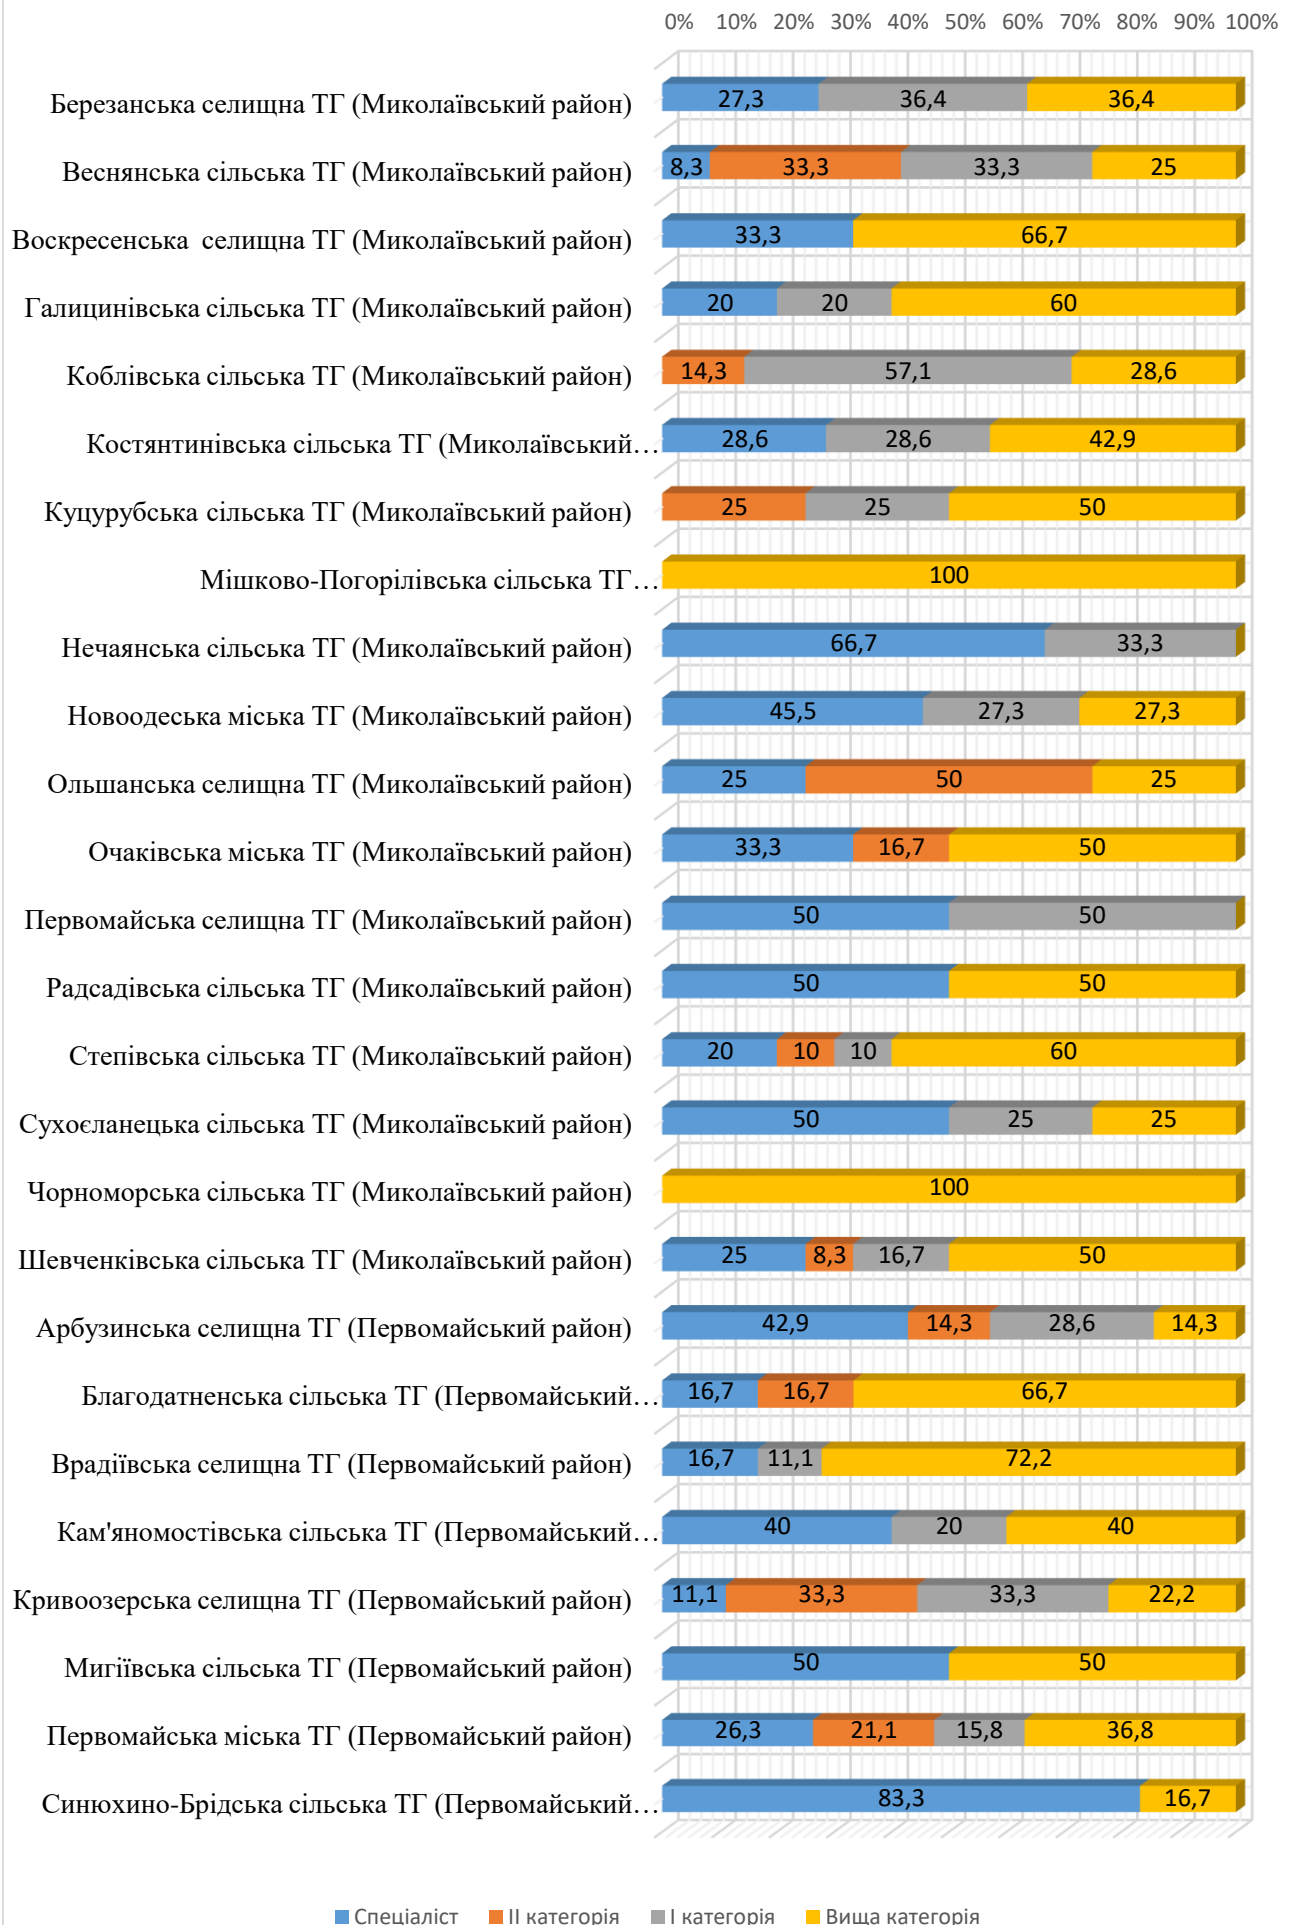 0% 10% 20% 30% 40% 50% 60% 70% 80% 90% 100%
Березанська селищна ТГ (Миколаївський район) 27,3 36,4 36,4
Веснянська сільська ТГ (Миколаївський район) 8,3 33,3 33,3 25
Воскресенська селищна ТГ (Миколаївський район) 33,3 66,7
Галицинівська сільська ТГ (Миколаївський район) 20 20 60
Коблівська сільська ТГ (Миколаївський район) 14,3 57,1 28,6
Костянтинівська сільська ТГ (Миколаївський… 28,6 28,6 42,9
Куцурубська сільська ТГ (Миколаївський район) 25 25 50
Мішково-Погорілівська сільська ТГ… 100
Нечаянська сільська ТГ (Миколаївський район) 66,7 33,3
Новоодеська міська ТГ (Миколаївський район) 45,5 27,3 27,3
Ольшанська селищна ТГ (Миколаївський район) 25 50 25
Очаківська міська ТГ (Миколаївський район) 33,3 16,7 50
Первомайська селищна ТГ (Миколаївський район) 50 50
Радсадівська сільська ТГ (Миколаївський район) 50 50
Степівська сільська ТГ (Миколаївський район) 20 10 10 60
Сухоєланецька сільська ТГ (Миколаївський район) 50 25 25
Чорноморська сільська ТГ (Миколаївський район) 100
Шевченківська сільська ТГ (Миколаївський район) 25 8,3 16,7 50
Арбузинська селищна ТГ (Первомайський район) 42,9 14,3 28,6 14,3
Благодатненська сільська ТГ (Первомайський… 16,7 16,7 66,7
Врадіївська селищна ТГ (Первомайський район) 16,7 11,1 72,2
Кам'яномостівська сільська ТГ (Первомайський… 40 20 40
Кривоозерська селищна ТГ (Первомайський район) 11,1 33,3 33,3 22,2
Мигіївська сільська ТГ (Первомайський район) 50 50
Первомайська міська ТГ (Первомайський район) 26,3 21,1 15,8 36,8
Синюхино-Брідська сільська ТГ (Первомайський… 83,3 16,7
Спеціаліст ІІ категорія І категорія Вища категорія